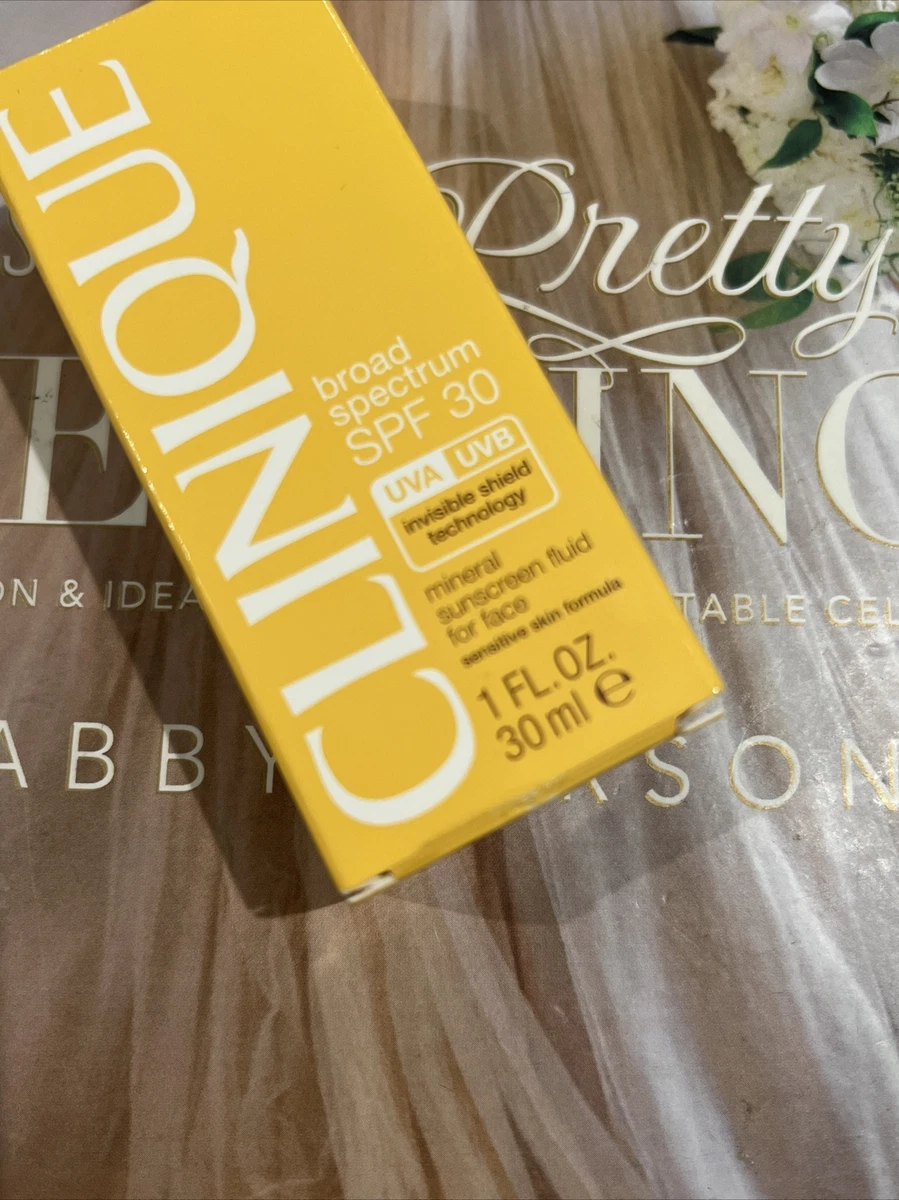 CLINIQUE
broad
spectrum
SPF 30
UVA UVB
invisible shield
technology
mineral
sunscreen fluid
for face
sensitive skin formula
1 FL.OZ.
30 ml e
Pretty
ON & IDEA
TABLE CEL
ABBY
SON